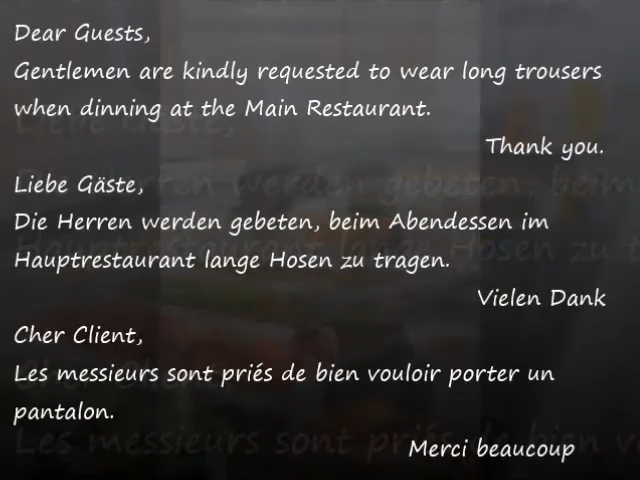 Dear Guests,
Gentlemen are kindly requested to wear long trousers
when dinning at the Main Restaurant.
Thank you.
Liebe Gäste,
Die Herren werden gebeten, beim Abendessen im
Hauptrestaurant lange Hosen zu tragen.
Vielen Dank
Cher Client,
Les messieurs sont priés de bien vouloir porter un
pantalon.
Merci beaucoup